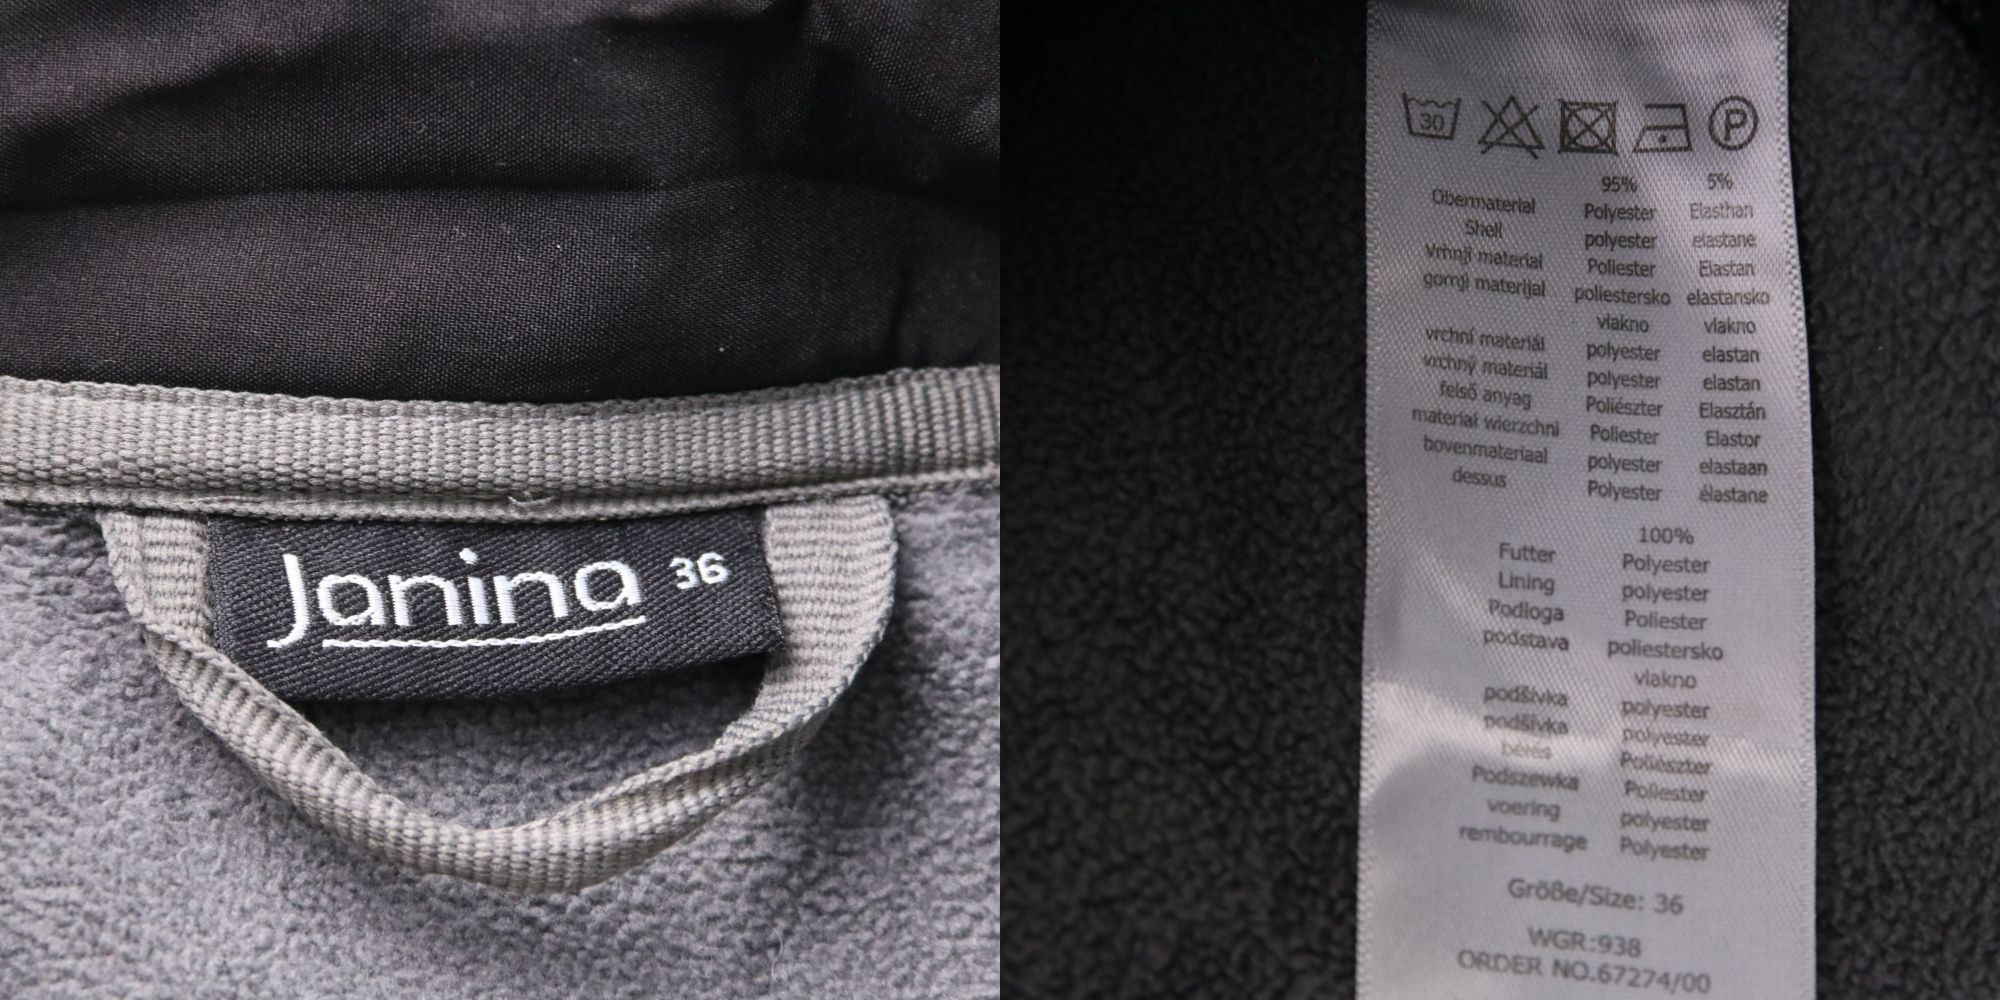 Janina 36
30 P
95% 5%
Obermaterial Polyester Elasthan
Shell polyester elastane
Vrhnji material Poliester Elastan
gornji materijal poliestersko elastansko
vlakno vlakno
vrchní materiál polyester elastan
vrchný materiál polyester elastan
felső anyag Poliészter Elasztán
materiał wierzchni Poliester Elastor
bovenmateriaal polyester elastaan
dessus Polyester élastane
100%
Futter Polyester
Lining polyester
Podloga Poliester
podstava poliestersko
vlakno
podšívka polyester
podšívka polyester
bélés Poliészter
Podszewka Poliester
voering polyester
rembourrage Polyester
Größe/Size: 36
WGR:938
ORDER NO.67274/00